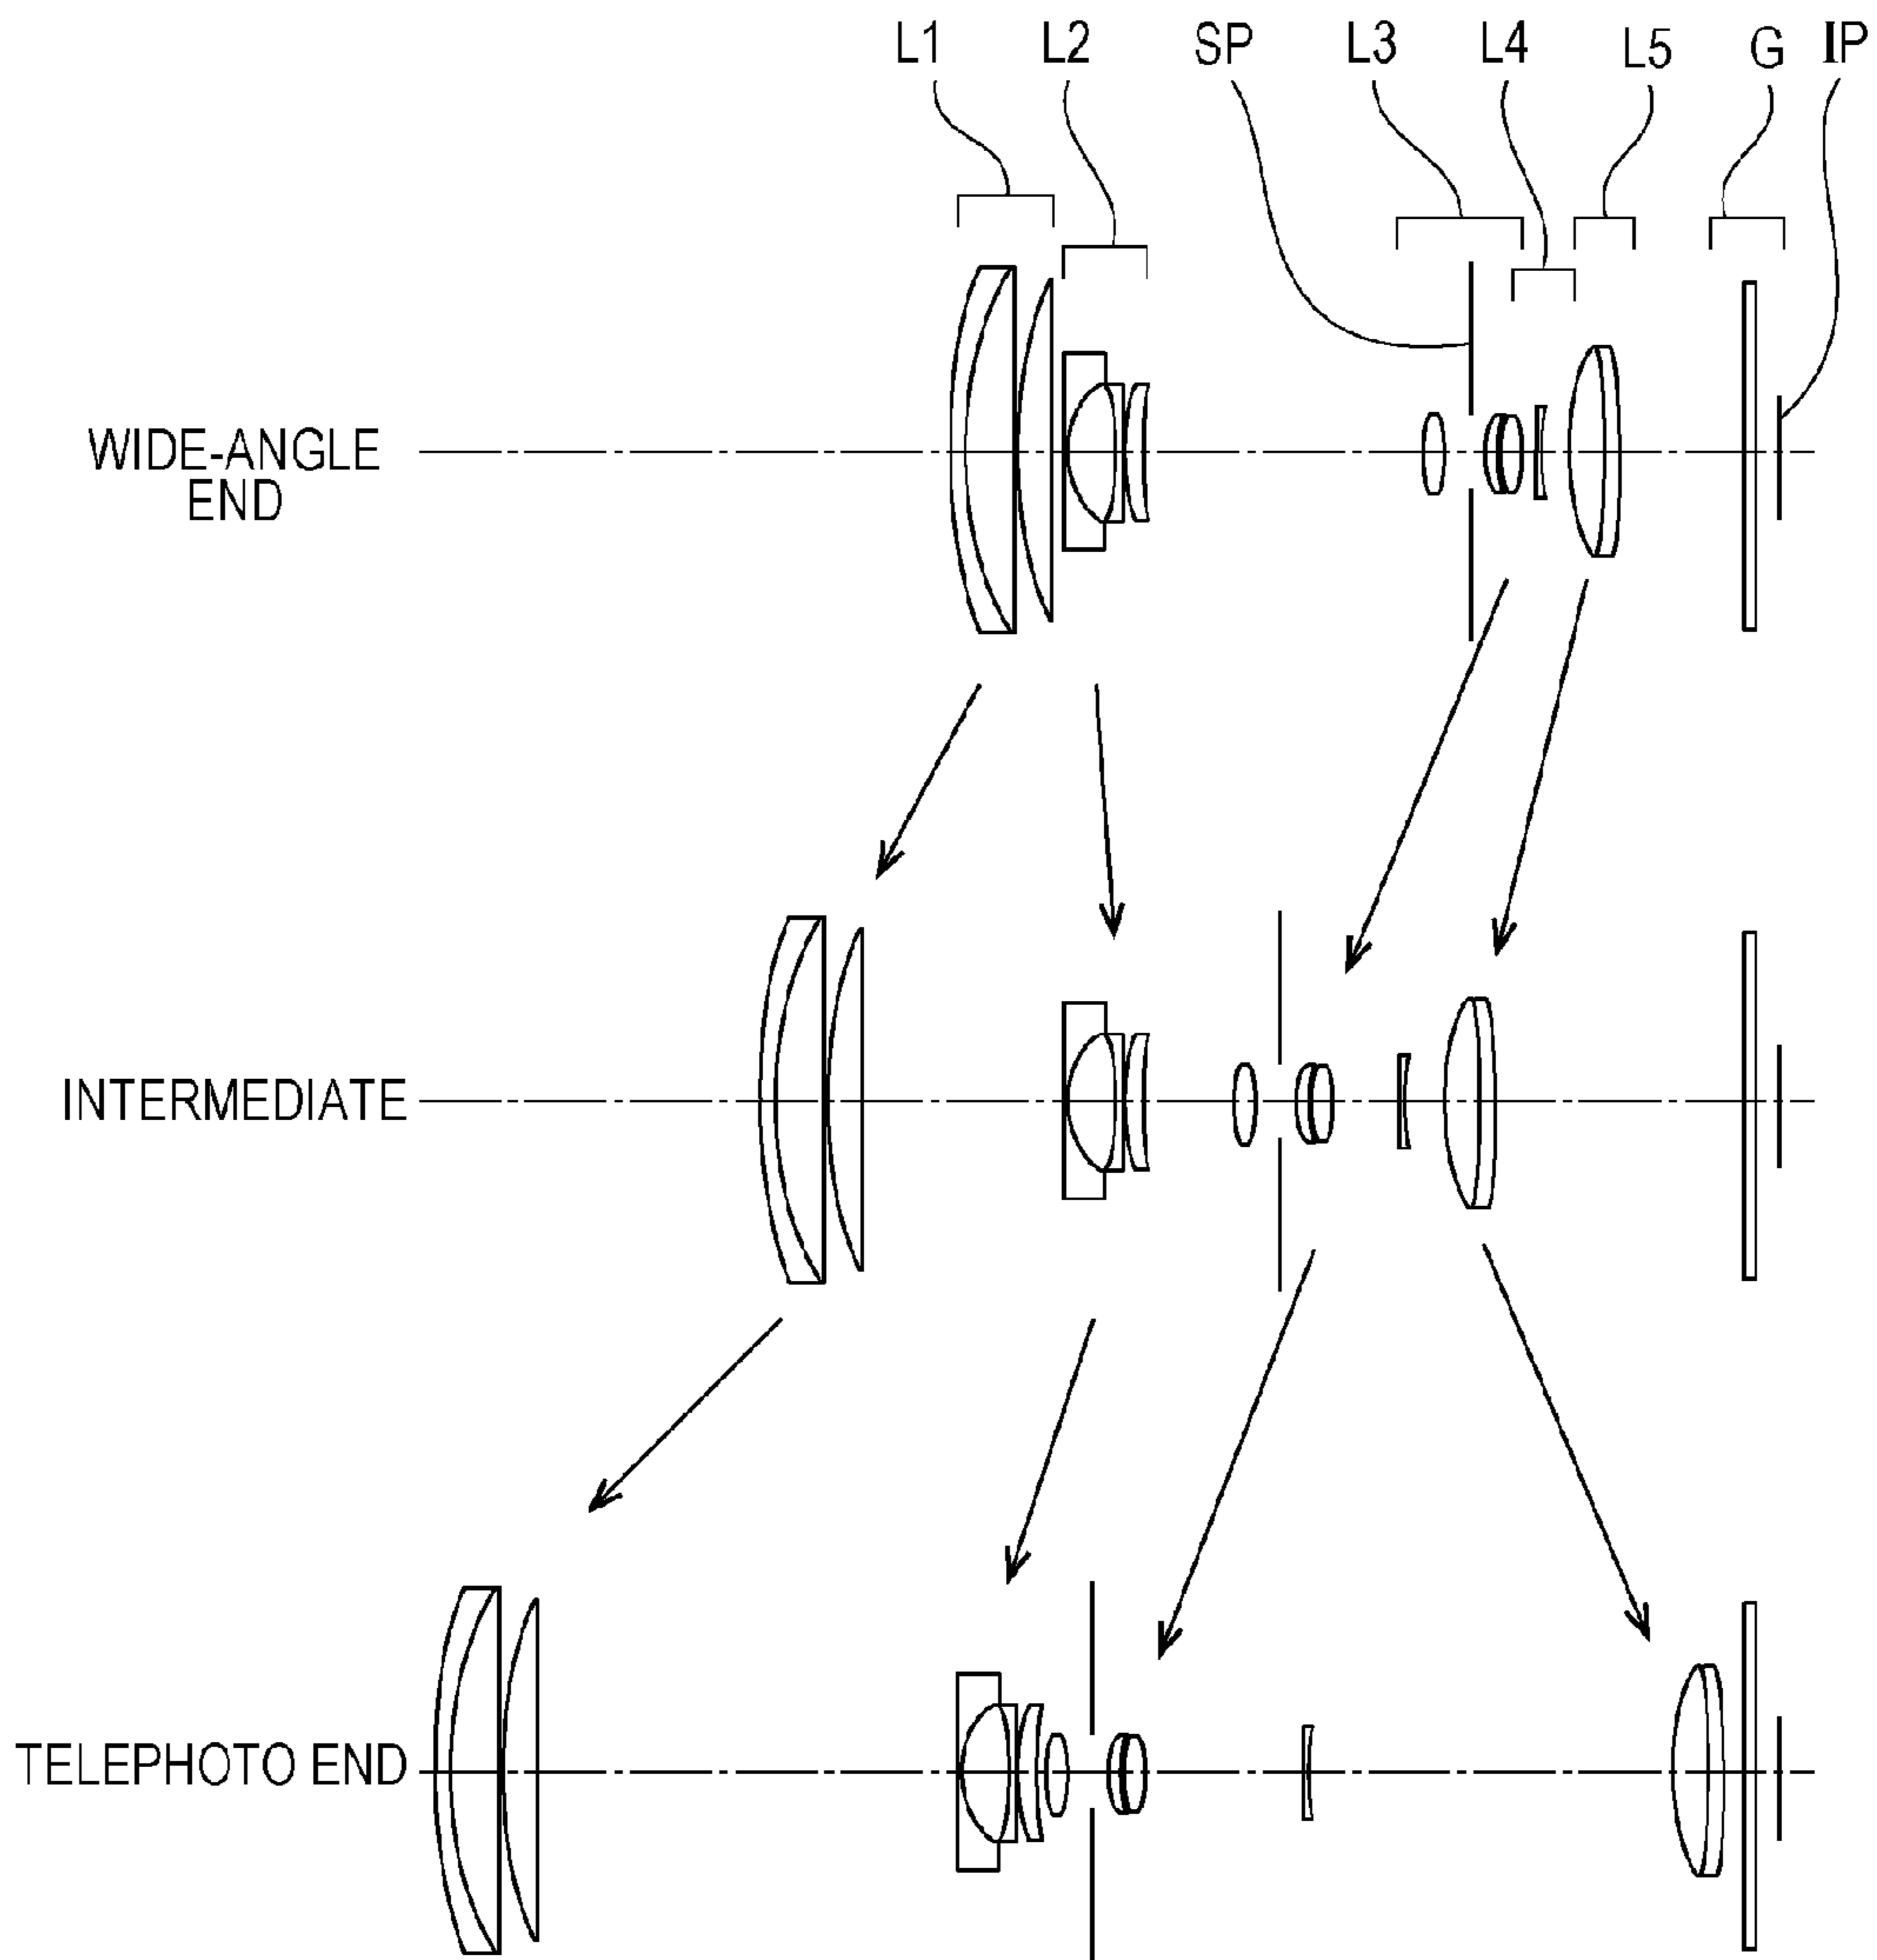 L1 L2 SP L3 L4 L5 G IP
WIDE-ANGLE
END
INTERMEDIATE
TELEPHOTO END